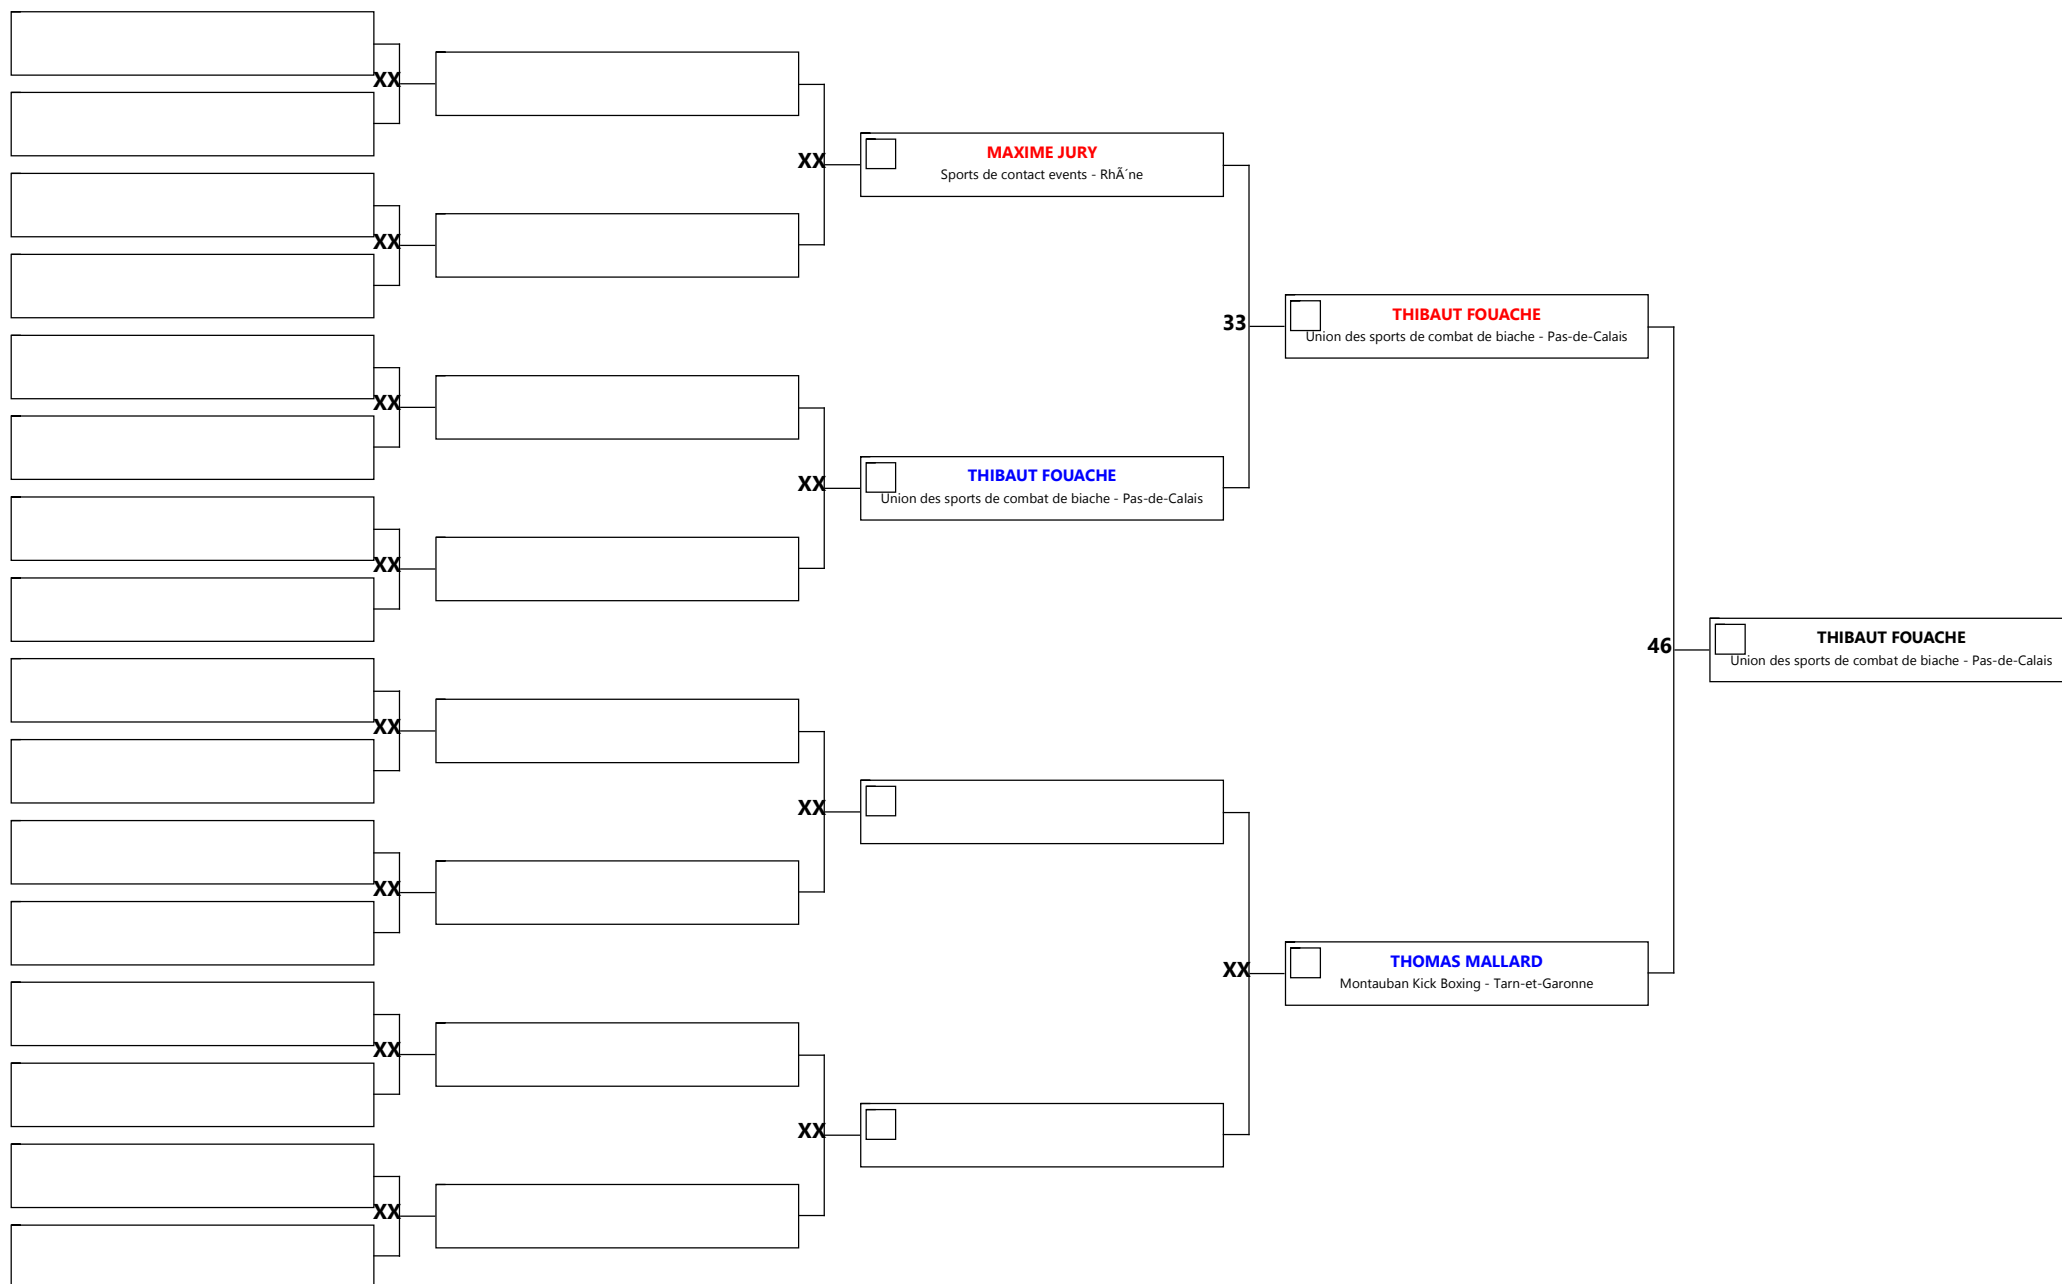 XX
XX
MAXIME JURY
Sports de contact events - RhÃ´ne
XX
33
THIBAUT FOUACHE
Union des sports de combat de biache - Pas-de-Calais
XX
XX
THIBAUT FOUACHE
Union des sports de combat de biache - Pas-de-Calais
XX
46
THIBAUT FOUACHE
Union des sports de combat de biache - Pas-de-Calais
XX
XX
XX
XX
THOMAS MALLARD
Montauban Kick Boxing - Tarn-et-Garonne
XX
XX
XX